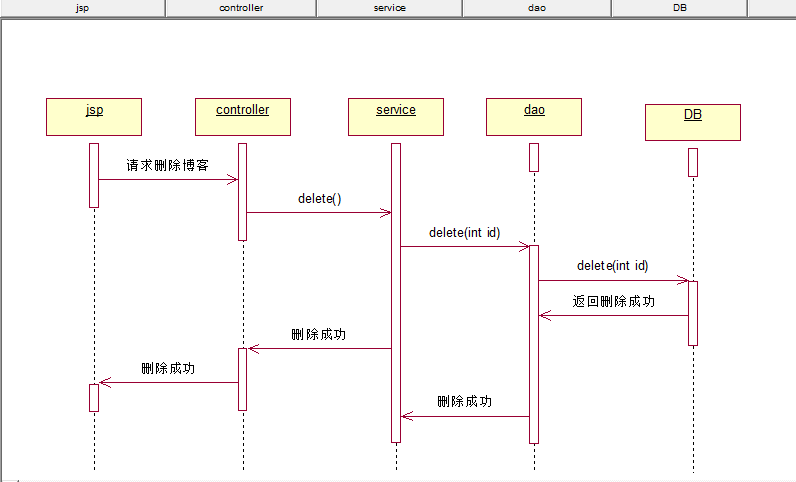 jsp controller service dao DB
jsp controller service dao DB
请求删除博客
delete()
delete(int id)
delete(int id)
返回删除成功
删除成功
删除成功
删除成功